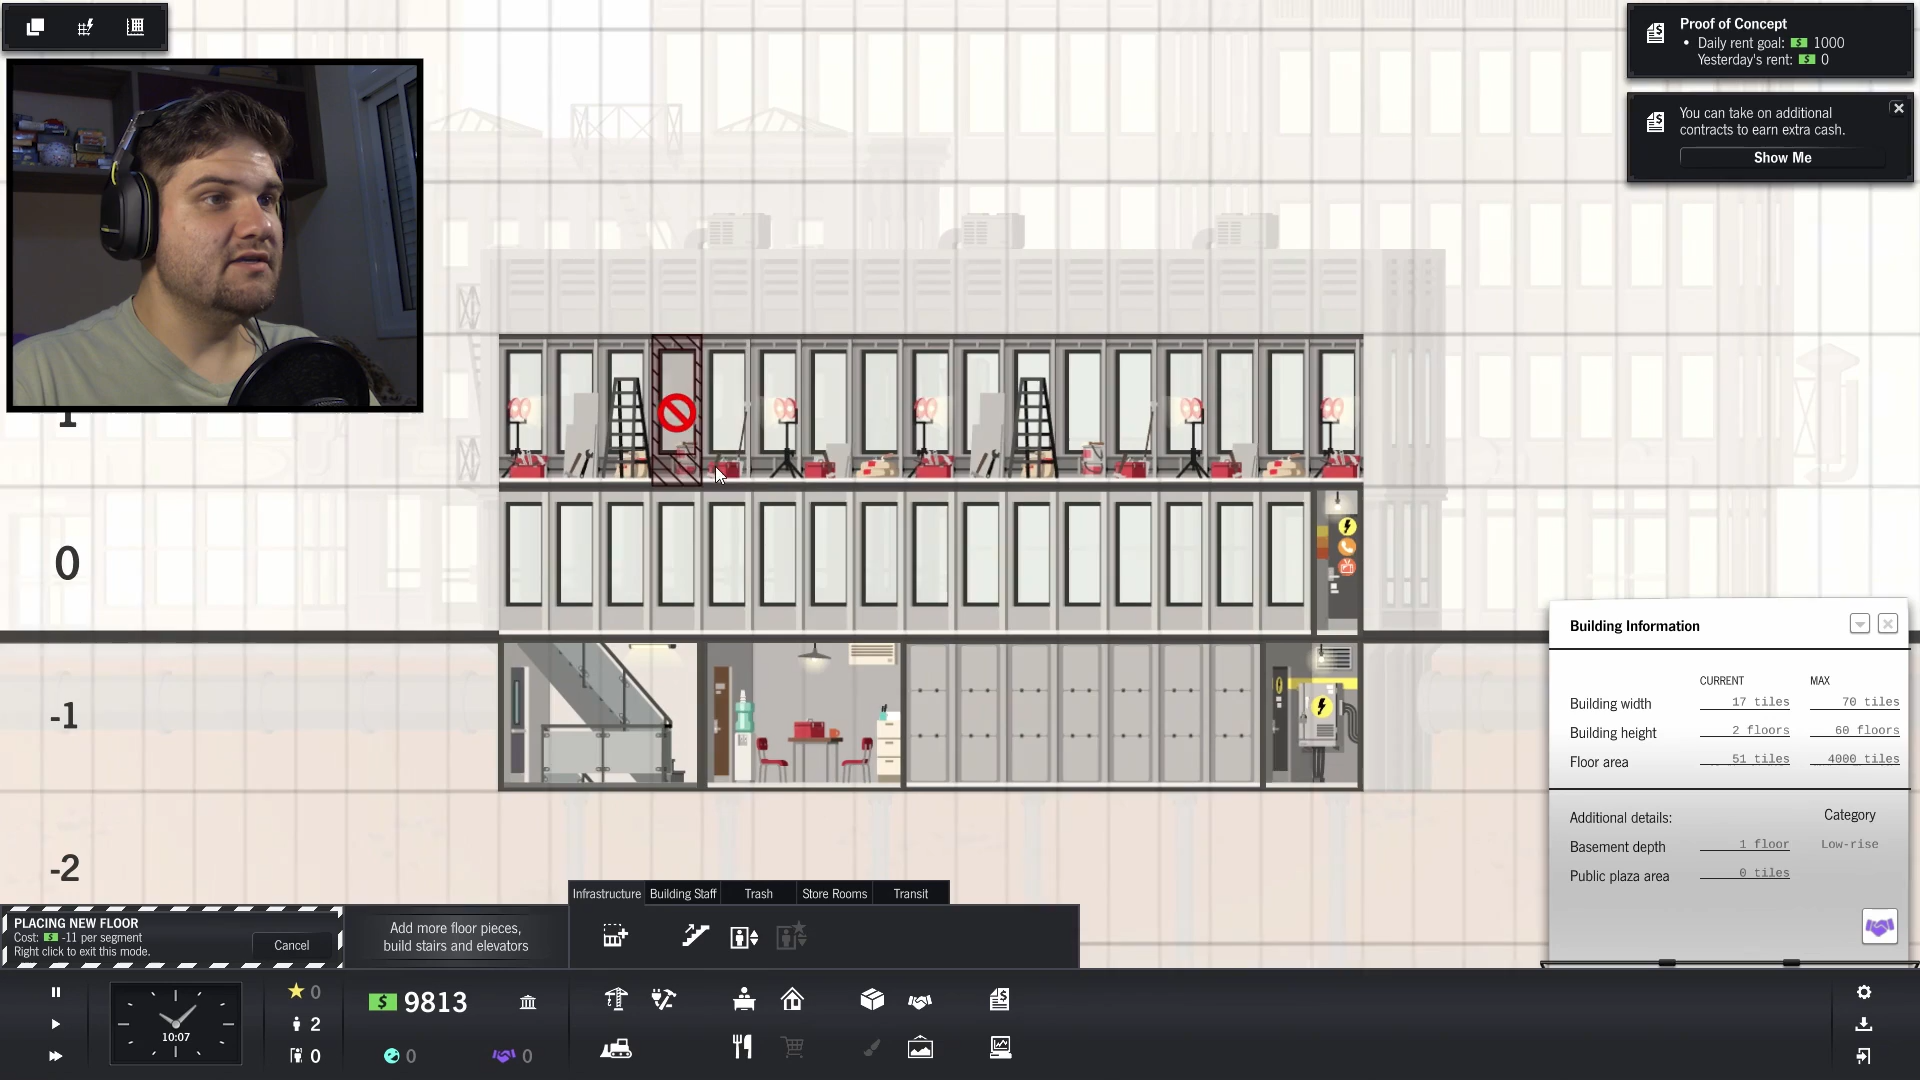 Proof of Concept
• Daily rent goal: $ 1000
Yesterday's rent: $ 0
You can take on additional
contracts to earn extra cash.
Show Me
1
0
-1
-2
Building Information
CURRENT MAX
Building width 17 tiles 70 tiles
Building height 2 floors 60 floors
Floor area 51 tiles 4000 tiles
Additional details: Category
Basement depth 1 floor Low-rise
Public plaza area 0 tiles
Infrastructure Building Staff Trash Store Rooms Transit
PLACING NEW FLOOR
Cost: $ -11 per segment
Right click to exit this mode.
Cancel
Add more floor pieces,
build stairs and elevators
10:07
0
2
0
$ 9813
0 0